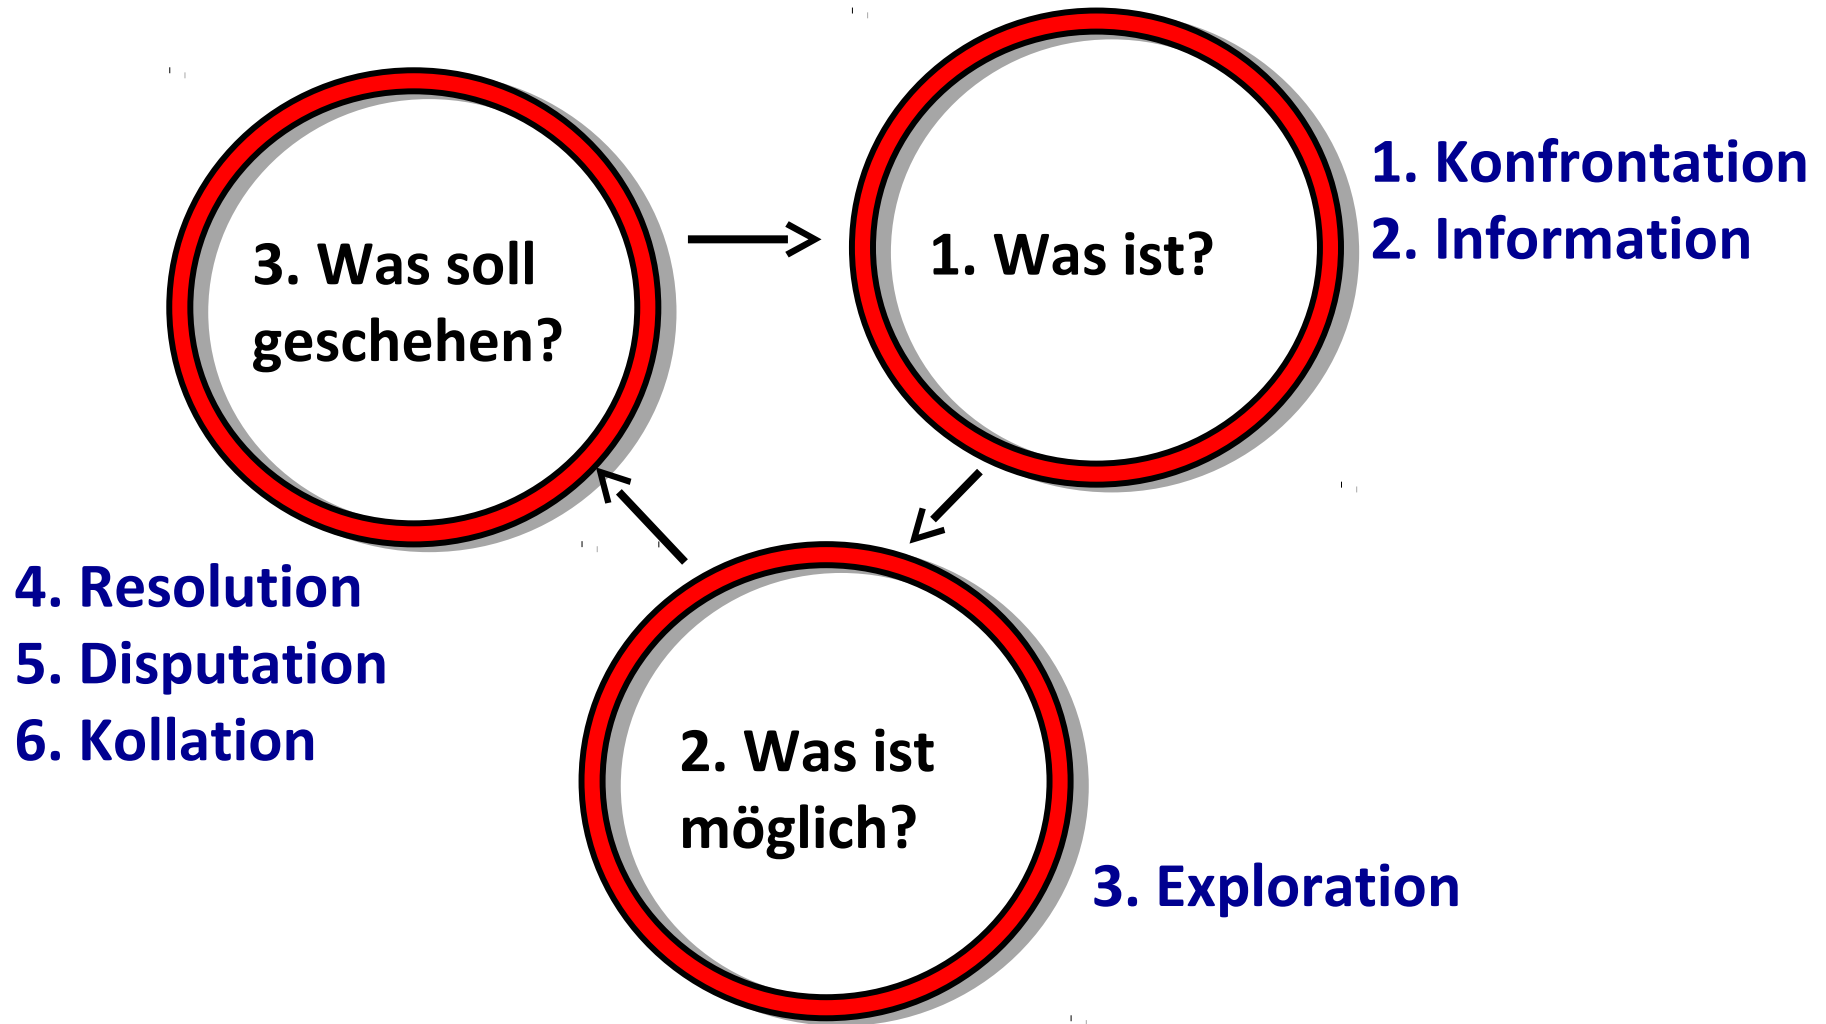 1. Was ist?
1. Konfrontation
2. Information
2. Was ist
möglich?
3. Exploration
3. Was soll
geschehen?
4. Resolution
5. Disputation
6. Kollation